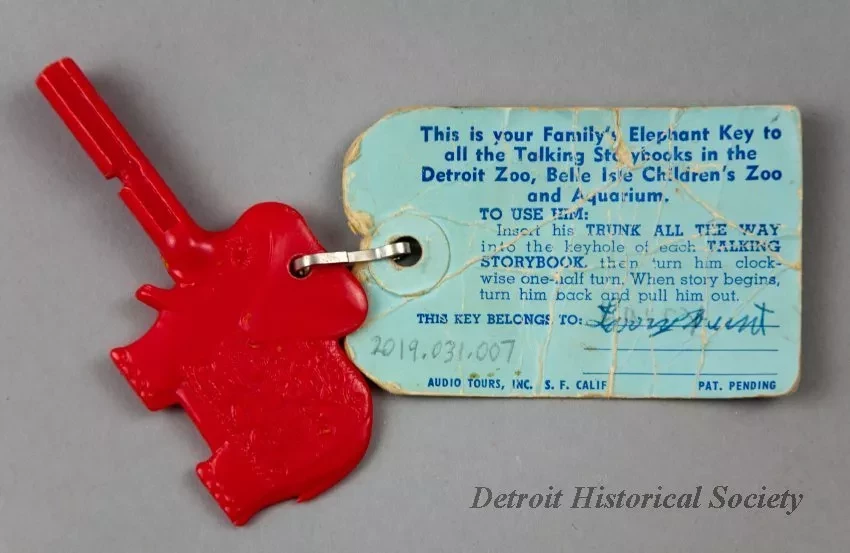 This is your Family's Elephant Key to
all the Talking Storybooks in the
Detroit Zoo, Belle Isle Children's Zoo
and Aquarium.
TO USE HIM:
Insert his TRUNK ALL THE WAY
into the keyhole of each TALKING
STORYBOOK, then turn him clock-
wise one-half turn. When story begins,
turn him back and pull him out.
THIS KEY BELONGS TO:
2019.031.007
AUDIO TOURS, INC. S. F. CALIF
PAT. PENDING
Detroit Historical Society